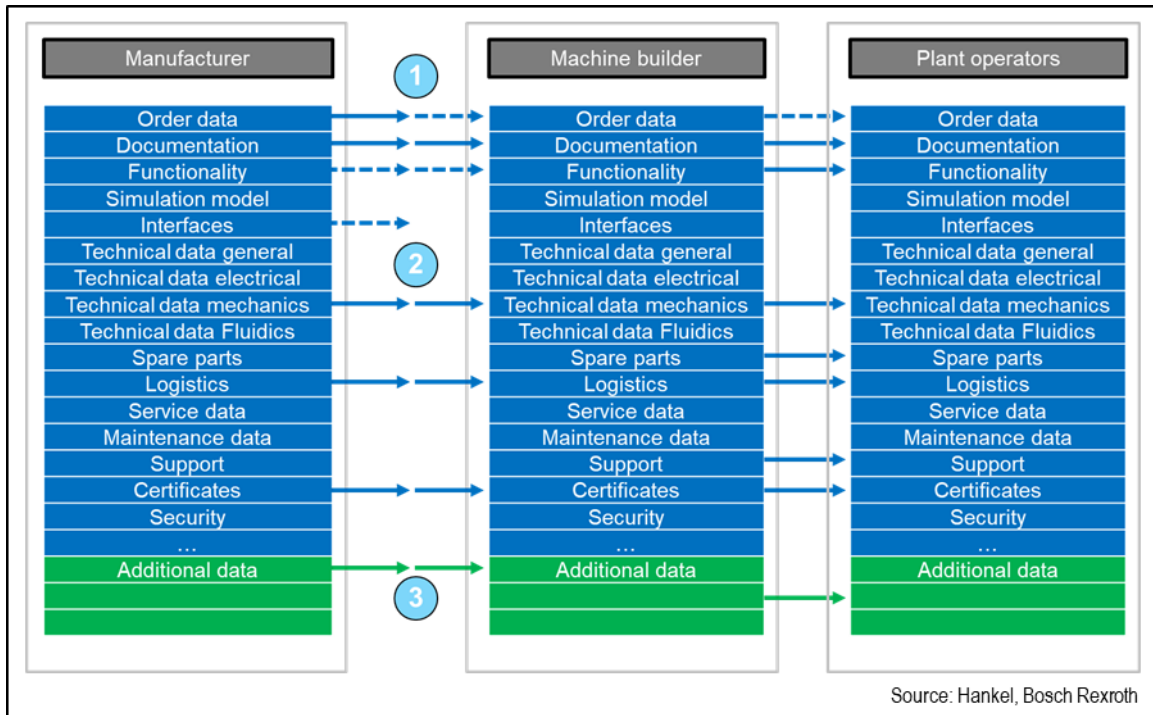 Manufacturer
Machine builder
Plant operators
1
Order data
Order data
Order data
Documentation
Documentation
Documentation
Functionality
Functionality
Functionality
Simulation model
Simulation model
Simulation model
Interfaces
Interfaces
Interfaces
Technical data general
2
Technical data general
Technical data general
Technical data electrical
Technical data electrical
Technical data electrical
Technical data mechanics
Technical data mechanics
Technical data mechanics
Technical data Fluidics
Technical data Fluidics
Technical data Fluidics
Spare parts
Spare parts
Spare parts
Logistics
Logistics
Logistics
Service data
Service data
Service data
Maintenance data
Maintenance data
Maintenance data
Support
Support
Support
Certificates
Certificates
Certificates
Security
Security
Security
…
…
…
Additional data
Additional data
Additional data
3
Source: Hankel, Bosch Rexroth